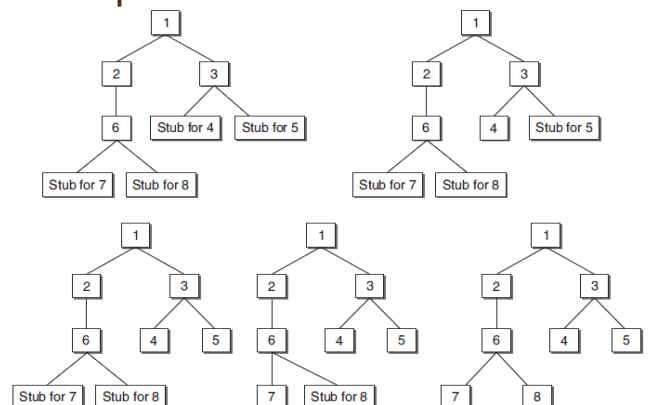 1 1
2 3 2 3
6 Stub for 4 Stub for 5 6 4 Stub for 5
Stub for 7 Stub for 8 Stub for 7 Stub for 8
1 1 1
2 3 2 3 2 3
6 4 5 6 4 5 6 4 5
Stub for 7 Stub for 8 7 Stub for 8 7 8